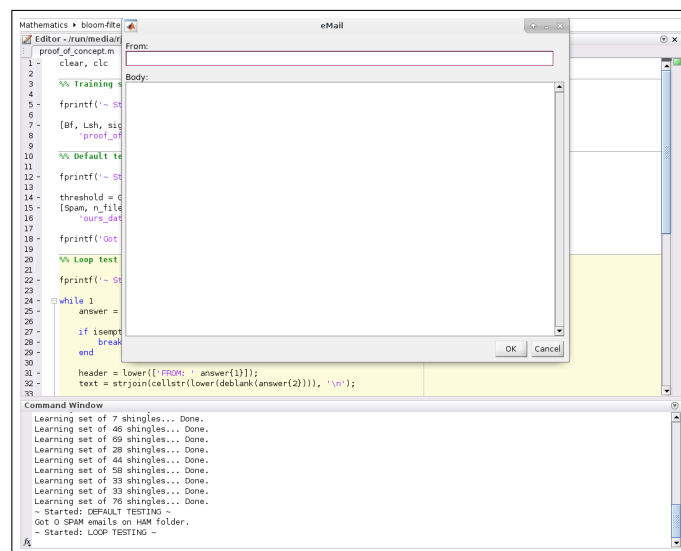 Mathematics ▸ bloom-filte
eMail
Editor - /run/media/rj
proof_of_concept.m
From:
Body:
1 - clear, clc
2
3 %% Training s
4
5 - fprintf('~ St
6
7 - [Bf, Lsh, sig
8 'proof_of
9
10 %% Default te
11
12 - fprintf('~ St
13
14 - threshold = 0
15 - [Spam, n_file
16 'ours_dat
17
18 - fprintf('Got
19
20 %% Loop test
21
22 - fprintf('~ St
23
24 - while 1
25 - answer =
26
27 - if isempt
28 - break
29 - end
30
31 - header = lower(['FROM: ' answer{1}]);
32 - text = strjoin(cellstr(lower(deblank(answer{2}))), '\n');
33
OK Cancel
Command Window
Learning set of 7 shingles... Done.
Learning set of 46 shingles... Done.
Learning set of 69 shingles... Done.
Learning set of 28 shingles... Done.
Learning set of 44 shingles... Done.
Learning set of 58 shingles... Done.
Learning set of 33 shingles... Done.
Learning set of 33 shingles... Done.
Learning set of 76 shingles... Done.
~ Started: DEFAULT TESTING ~
Got 0 SPAM emails on HAM folder.
~ Started: LOOP TESTING ~
fx